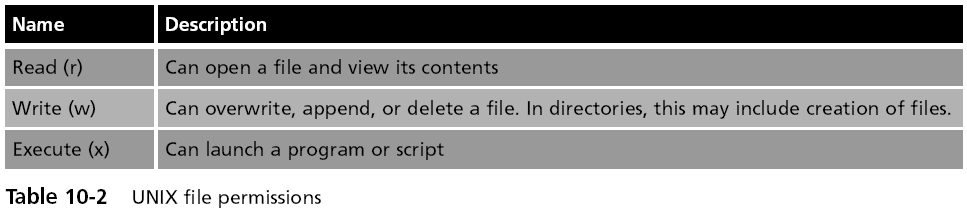 Name Description
Read (r) Can open a file and view its contents
Write (w) Can overwrite, append, or delete a file. In directories, this may include creation of files.
Execute (x) Can launch a program or script
Table 10-2 UNIX file permissions